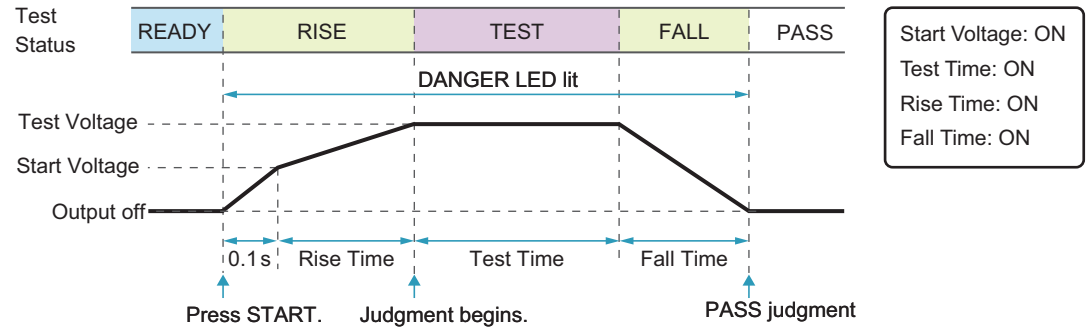 Test
Status
READY RISE TEST FALL PASS
DANGER LED lit
Test Voltage
Start Voltage
Output off
0.1 s Rise Time Test Time Fall Time
Press START. Judgment begins. PASS judgment
Start Voltage: ON
Test Time: ON
Rise Time: ON
Fall Time: ON